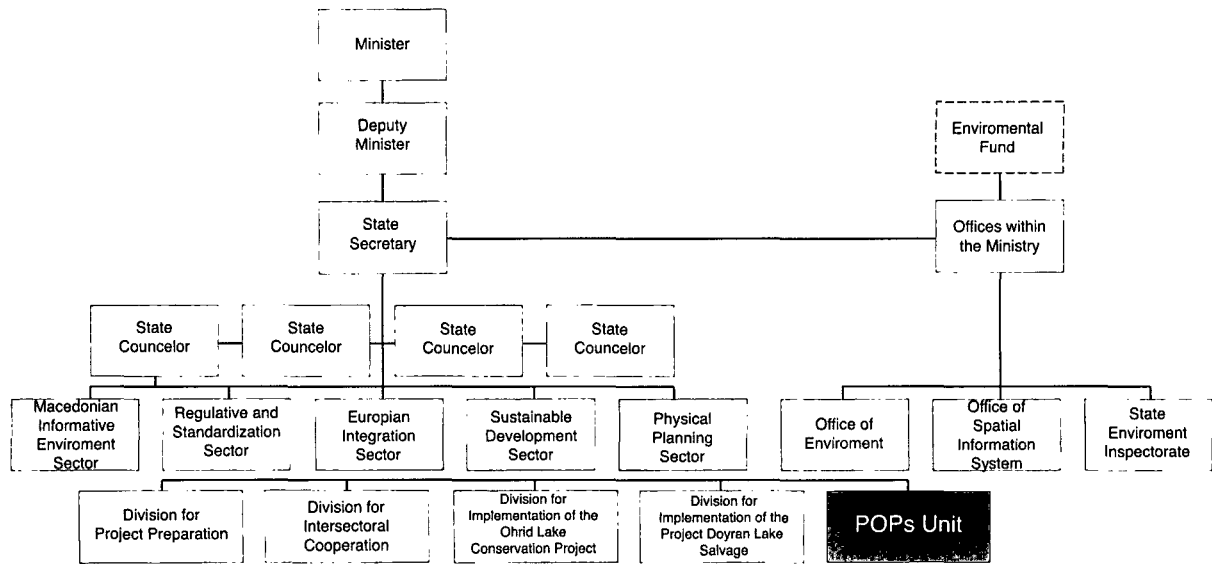 Minister
Deputy
Minister
Enviromental
Fund
State
Secretary
Offices within
the Ministry
State
Councelor
State
Councelor
State
Councelor
State
Councelor
Macedonian
Informative
Enviroment
Sector
Regulative and
Standardization
Sector
Europian
Integration
Sector
Sustainable
Development
Sector
Physical
Planning
Sector
Office of
Enviroment
Office of
Spatial
Information
System
State
Enviroment
Inspectorate
Division for
Project Preparation
Division for
Intersectoral
Cooperation
Division for
Implementation of the
Ohrid Lake
Conservation Project
Division for
Implementation of the
Project Doyran Lake
Salvage
POPs Unit